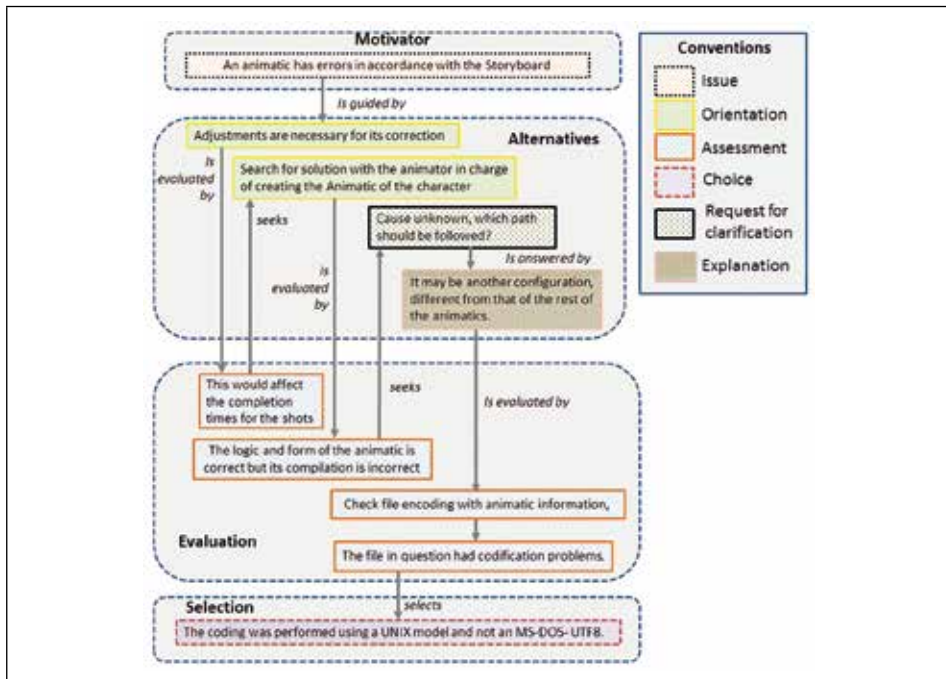 Motivator
An animatic has errors in accordance with the Storyboard
Is guided by
Adjustments are necessary for its correction
Alternatives
Is
evaluated
by
Search for solution with the animator in charge
of creating the Animatic of the character
seeks
Cause unknown, which path
should be followed?
Is answered by
is
evaluated
by
It may be another configuration,
different from that of the rest of
the animatics.
This would affect
the completion
times for the shots
seeks
Is evaluated by
The logic and form of the animatic is
correct but its compilation is incorrect
Check file encoding with animatic information,
Evaluation
The file in question had codification problems.
selects
Selection
The coding was performed using a UNIX model and not an MS-DOS- UTF8.
Conventions
Issue
Orientation
Assessment
Choice
Request for
clarification
Explanation